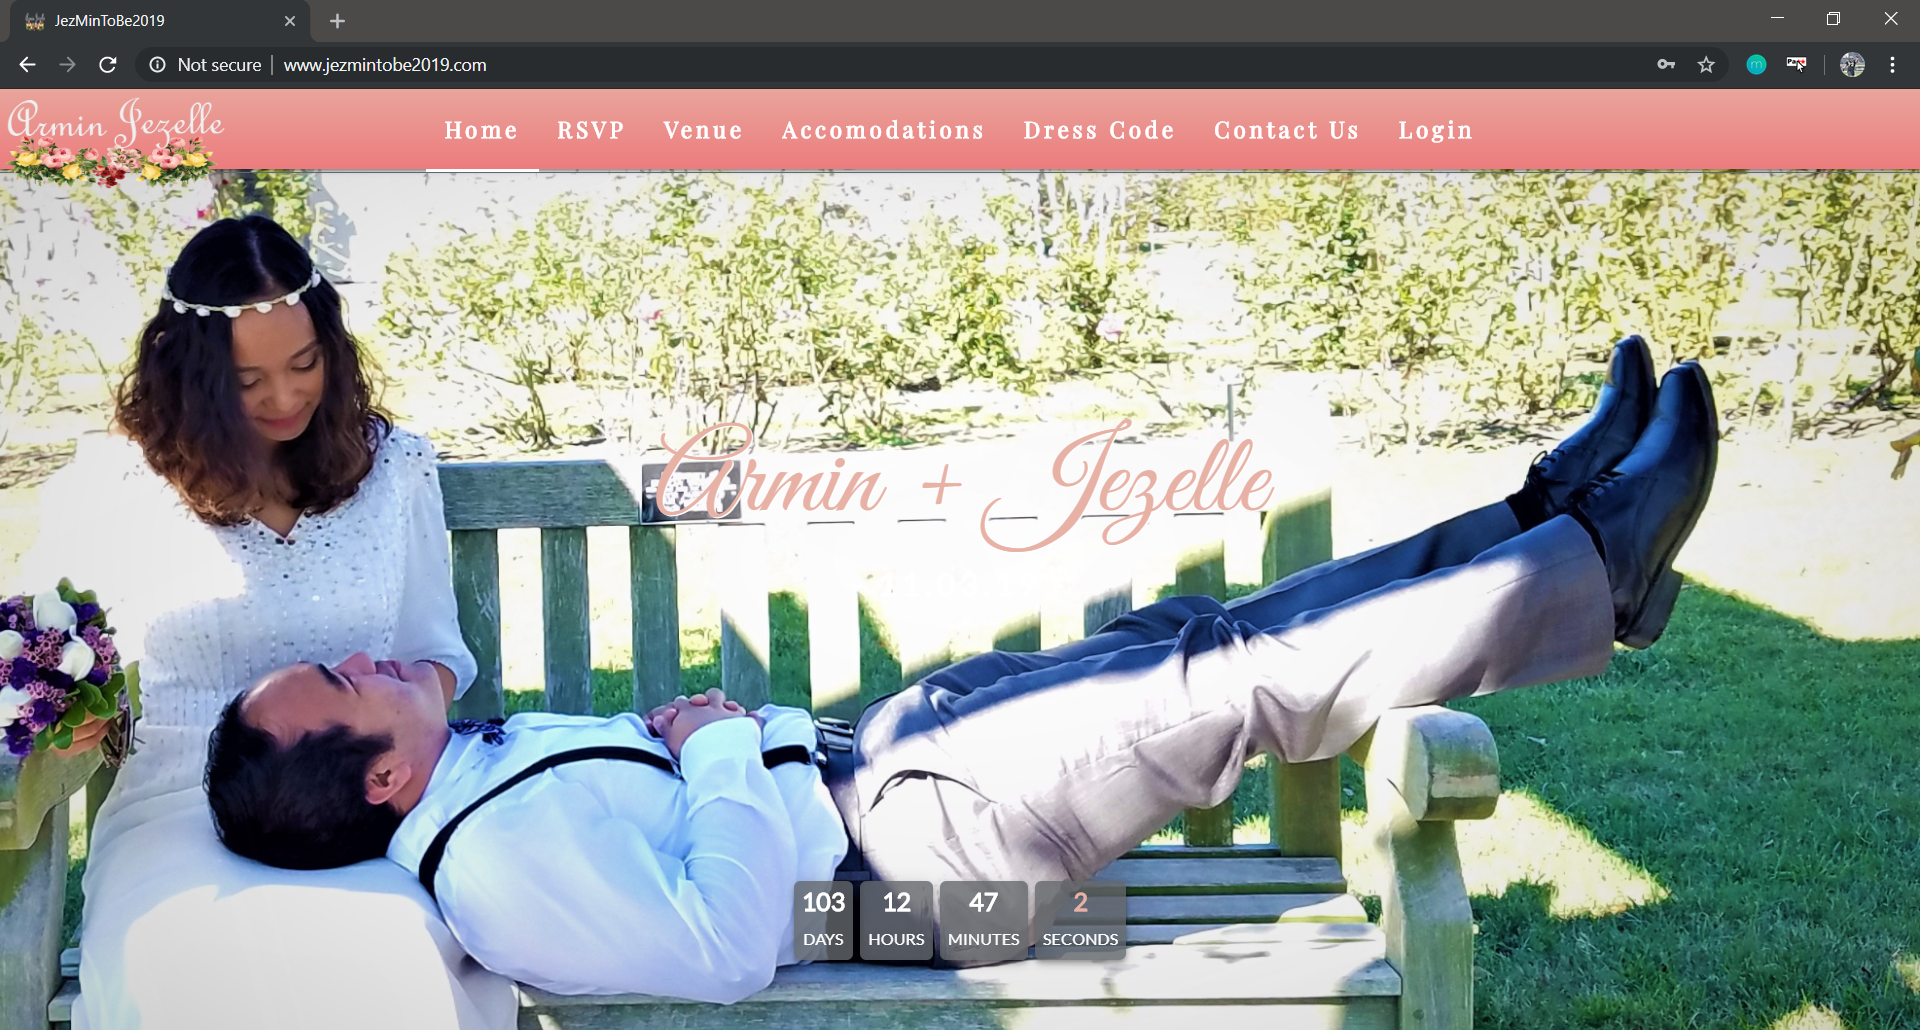 JezMinToBe2019
Not secure | www.jezmintobe2019.com
Armin Jezelle
Home RSVP Venue Accomodations Dress Code Contact Us Login
Armin + Jezelle
103 12 47 2
DAYS HOURS MINUTES SECONDS